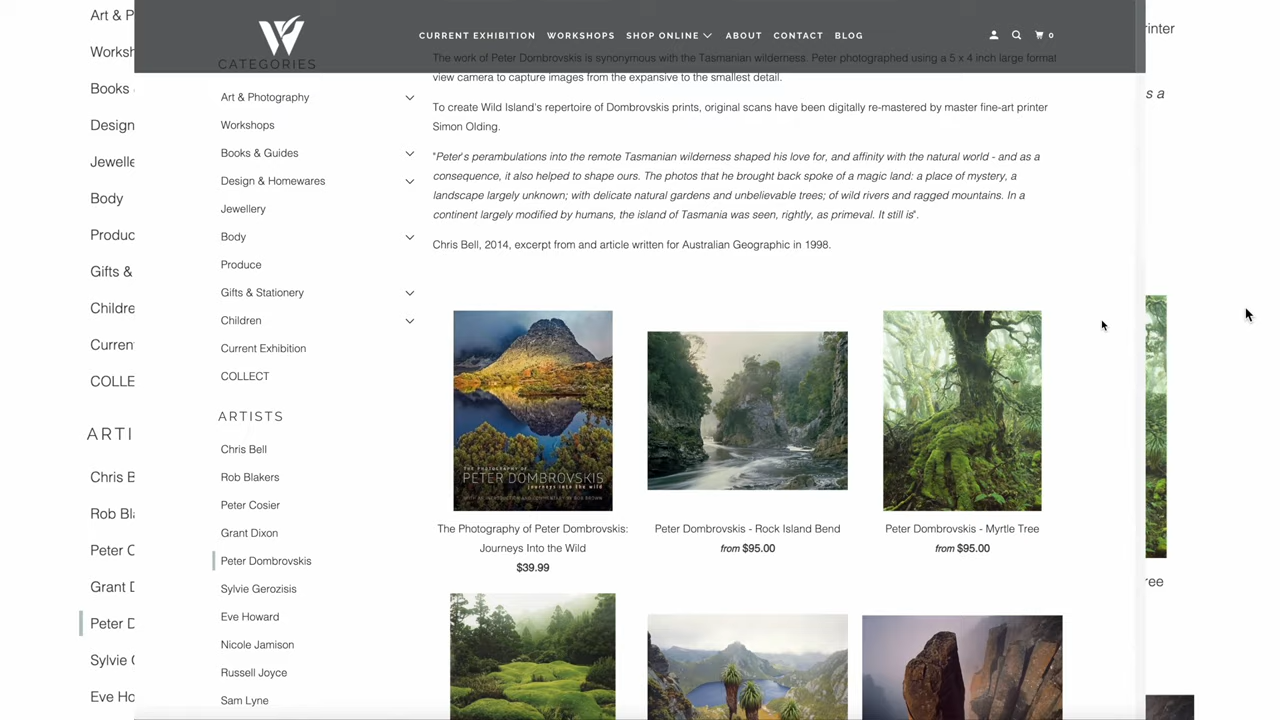 Art & P
Worksh
Books
Design
Jewelle
Body
Produc
Gifts &
Childre
Current
COLLE
ARTI
Chris B
Rob Bla
Peter C
Grant D
Peter D
Sylvie G
Eve Ho
CURRENT EXHIBITION WORKSHOPS SHOP ONLINE ABOUT CONTACT BLOG 0
CATEGORIES
Art & Photography
Workshops
Books & Guides
Design & Homewares
Jewellery
Body
Produce
Gifts & Stationery
Children
Current Exhibition
COLLECT
ARTISTS
Chris Bell
Rob Blakers
Peter Cosier
Grant Dixon
Peter Dombrovskis
Sylvie Gerozisis
Eve Howard
Nicole Jamison
Russell Joyce
Sam Lyne
The work of Peter Dombrovskis is synonymous with the Tasmanian wilderness. Peter photographed using a 5 x 4 inch large format
view camera to capture images from the expansive to the smallest detail.
To create Wild Island's repertoire of Dombrovskis prints, original scans have been digitally re-mastered by master fine-art printer
Simon Olding.
"Peter's perambulations into the remote Tasmanian wilderness shaped his love for, and affinity with the natural world - and as a
consequence, it also helped to shape ours. The photos that he brought back spoke of a magic land: a place of mystery, a
landscape largely unknown; with delicate natural gardens and unbelievable trees; of wild rivers and ragged mountains. In a
continent largely modified by humans, the island of Tasmania was seen, rightly, as primeval. It still is".
Chris Bell, 2014, excerpt from and article written for Australian Geographic in 1998.
THE PHOTOGRAPHY OF
PETER DOMBROVSKIS
journeys into the wild
The Photography of Peter Dombrovskis:
Journeys Into the Wild
$39.99
Peter Dombrovskis - Rock Island Bend
from $95.00
Peter Dombrovskis - Myrtle Tree
from $95.00
inter
s a
ree